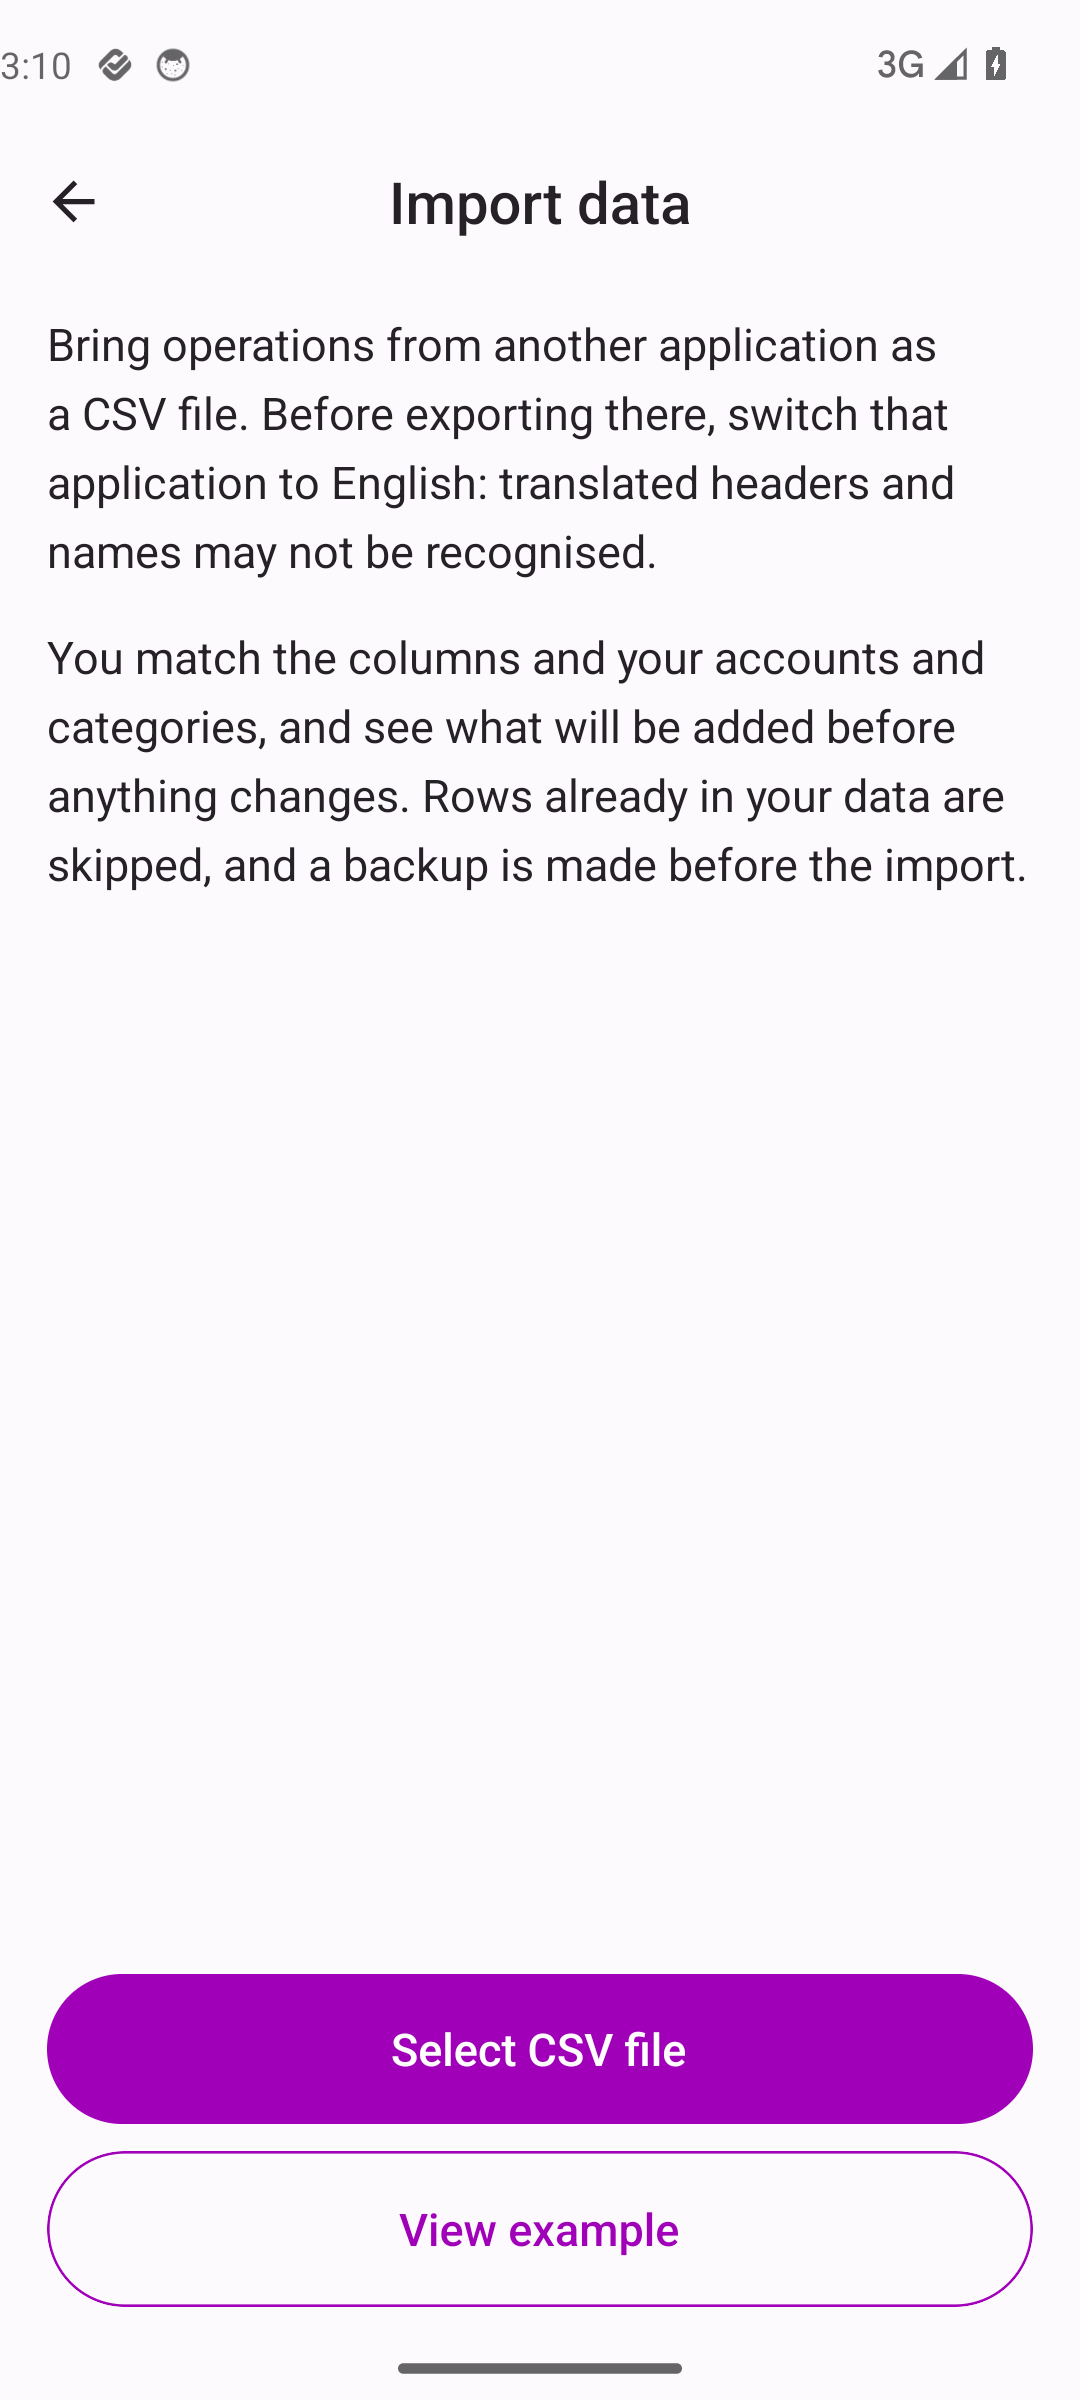 3:10
3G
Import data
Bring operations from another application as
a CSV file. Before exporting there, switch that
application to English: translated headers and
names may not be recognised.
You match the columns and your accounts and
categories, and see what will be added before
anything changes. Rows already in your data are
skipped, and a backup is made before the import.
Select CSV file
View example